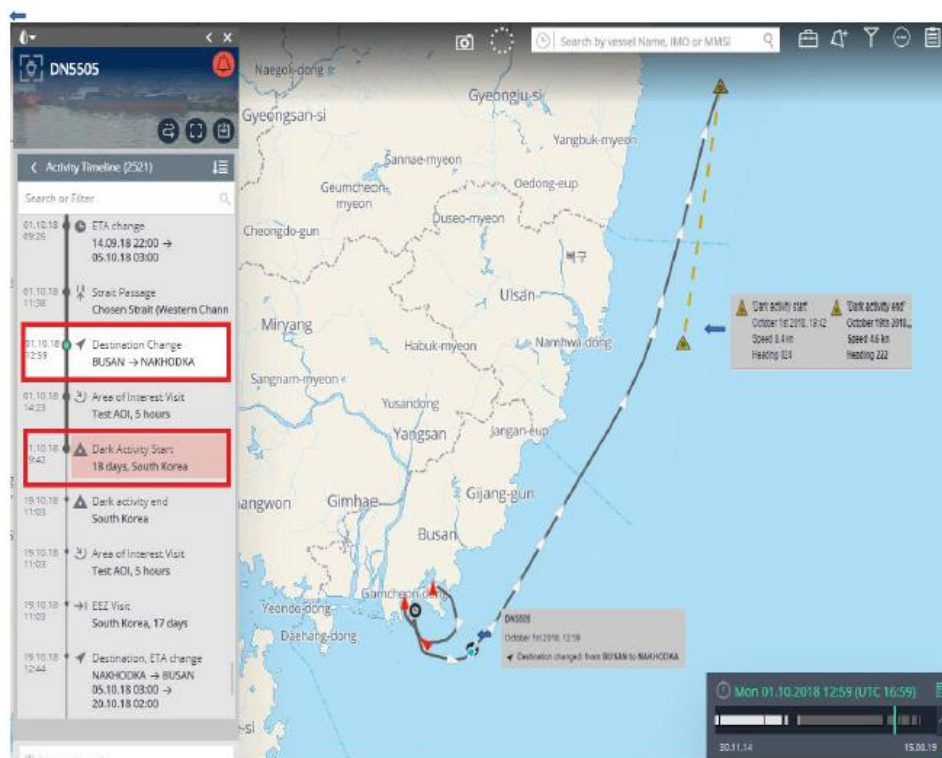 DN5505
Search by vessel Name, IMO or MMSI
Activity Timeline (2521)
Search or Filter
01.10.18
09:26
ETA change
14.09.18 22:00 →
05.10.18 03:00
01.10.18
11:38
Strait Passage
Chosen Strait (Western Chann
01.10.18
12:59
Destination Change
BUSAN → NAKHODKA
01.10.18
14:23
Area of Interest Visit
Test AOI, 5 hours
1.10.18
9:42
Dark Activity Start
18 days, South Korea
19.10.18
11:03
Dark activity end
South Korea
19.10.18
11:03
Area of Interest Visit
Test AOI, 5 hours
19.10.18
11:03
EEZ Visit
South Korea, 17 days
19.10.18
12:44
Destination, ETA change
NAKHODKA → BUSAN
05.10.18 03:00 →
20.10.18 02:00
Naegok-dong
Gyeongju-si
Gyeongsan-si
Yangbuk-myeon
Sannae-myeon
Geumcheon-
myeon
Oedong-eup
Duseo-myeon
Cheongdo-gun
북구
Ulsan
Miryang
Habuk-myeon
Namhwa-dong
Sangnam-myeon
Yusandong
Yangsan
Jangan-eup
angwon
Gimhae
Gijang-gun
Busan
Gamcheon-dong
Yeondo-dong
Daehang-dong
-si
'Dark activity start'
October 1st 2018, 19:42
Speed 8.4 kn
Heading 024
'Dark activity end'
October 19th 2018,
Speed 4.6 kn
Heading 222
DN5505
October 1st 2018, 12:59
Destination changed: from BUSAN to NAKHODKA
Mon 01.10.2018 12:59 (UTC 16:59)
30.11.14
15.08.19